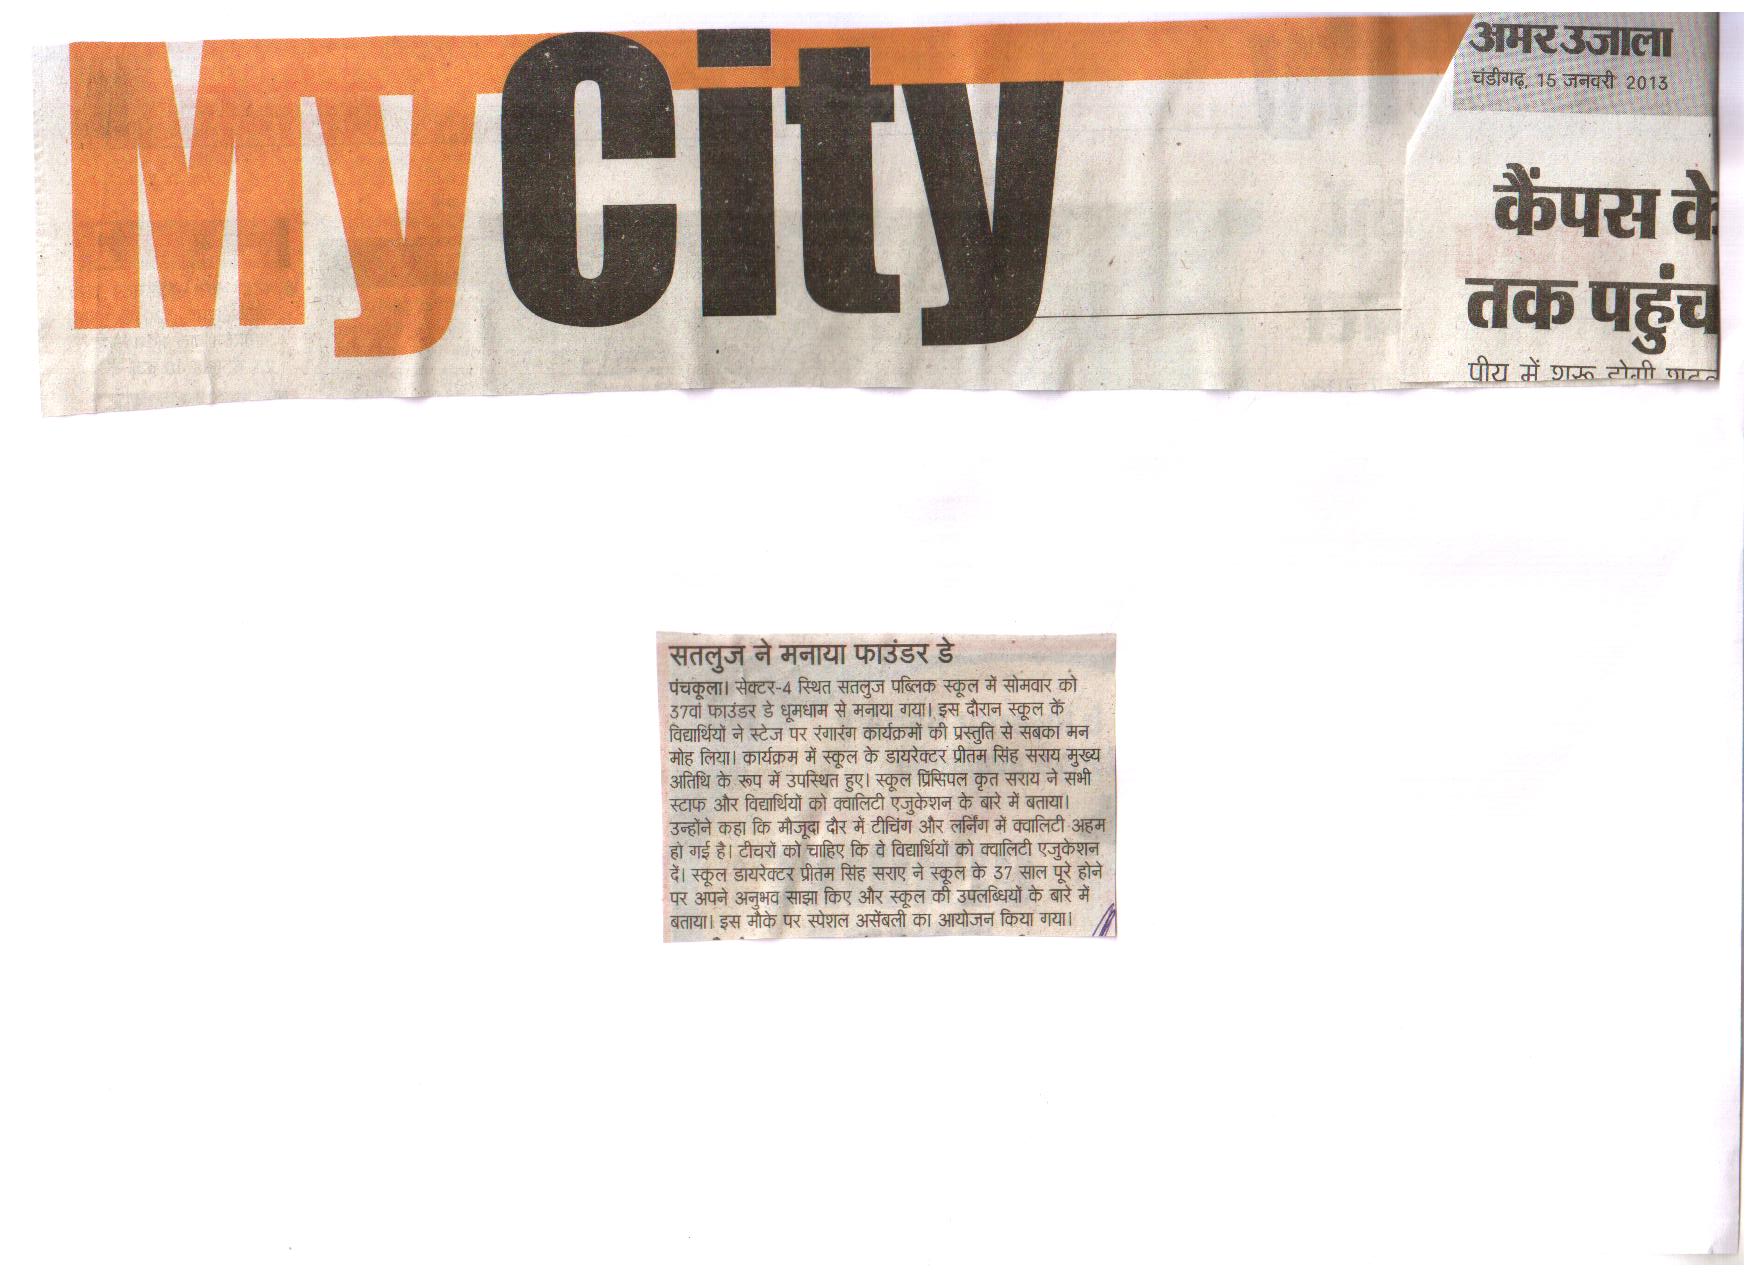 MyCity
अमर उजाला
चंडीगढ़, 15 जनवरी 2013
कैंपस के
तक पहुंच
पीयू में शुरू होगी
सतलुज ने मनाया फाउंडर डे
पंचकूला। सेक्टर-4 स्थित सतलुज पब्लिक स्कूल में सोमवार को
37वां फाउंडर डे धूमधाम से मनाया गया। इस दौरान स्कूल के
विद्यार्थियों ने स्टेज पर रंगारंग कार्यक्रमों की प्रस्तुति से सबका मन
मोह लिया। कार्यक्रम में स्कूल के डायरेक्टर प्रीतम सिंह सराय मुख्य
अतिथि के रूप में उपस्थित हुए। स्कूल प्रिंसिपल कृत सराय ने सभी
स्टाफ और विद्यार्थियों को क्वालिटी एजुकेशन के बारे में बताया।
उन्होंने कहा कि मौजूदा दौर में टीचिंग और लर्निंग में क्वालिटी अहम
हो गई है। टीचरों को चाहिए कि वे विद्यार्थियों को क्वालिटी एजुकेशन
दें। स्कूल डायरेक्टर प्रीतम सिंह सराए ने स्कूल के 37 साल पूरे होने
पर अपने अनुभव साझा किए और स्कूल की उपलब्धियों के बारे में
बताया। इस मौके पर स्पेशल असेंबली का आयोजन किया गया।